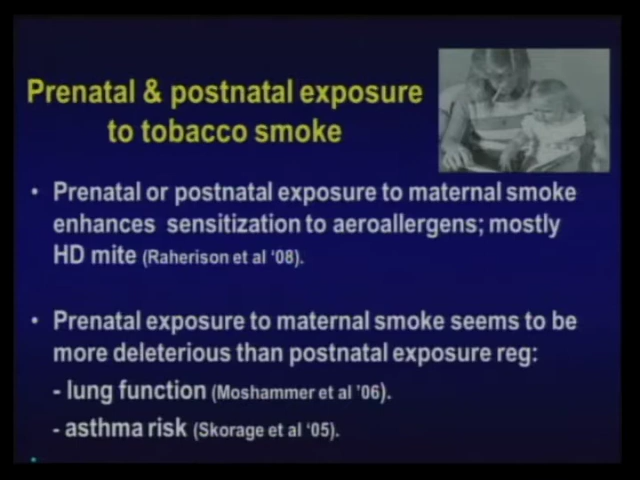 Prenatal & postnatal exposure
to tobacco smoke
• Prenatal or postnatal exposure to maternal smoke
enhances sensitization to aeroallergens; mostly
HD mite (Raherison et al ‘08).
• Prenatal exposure to maternal smoke seems to be
more deleterious than postnatal exposure reg:
- lung function (Moshammer et al ’06).
- asthma risk (Skorage et al ‘05).